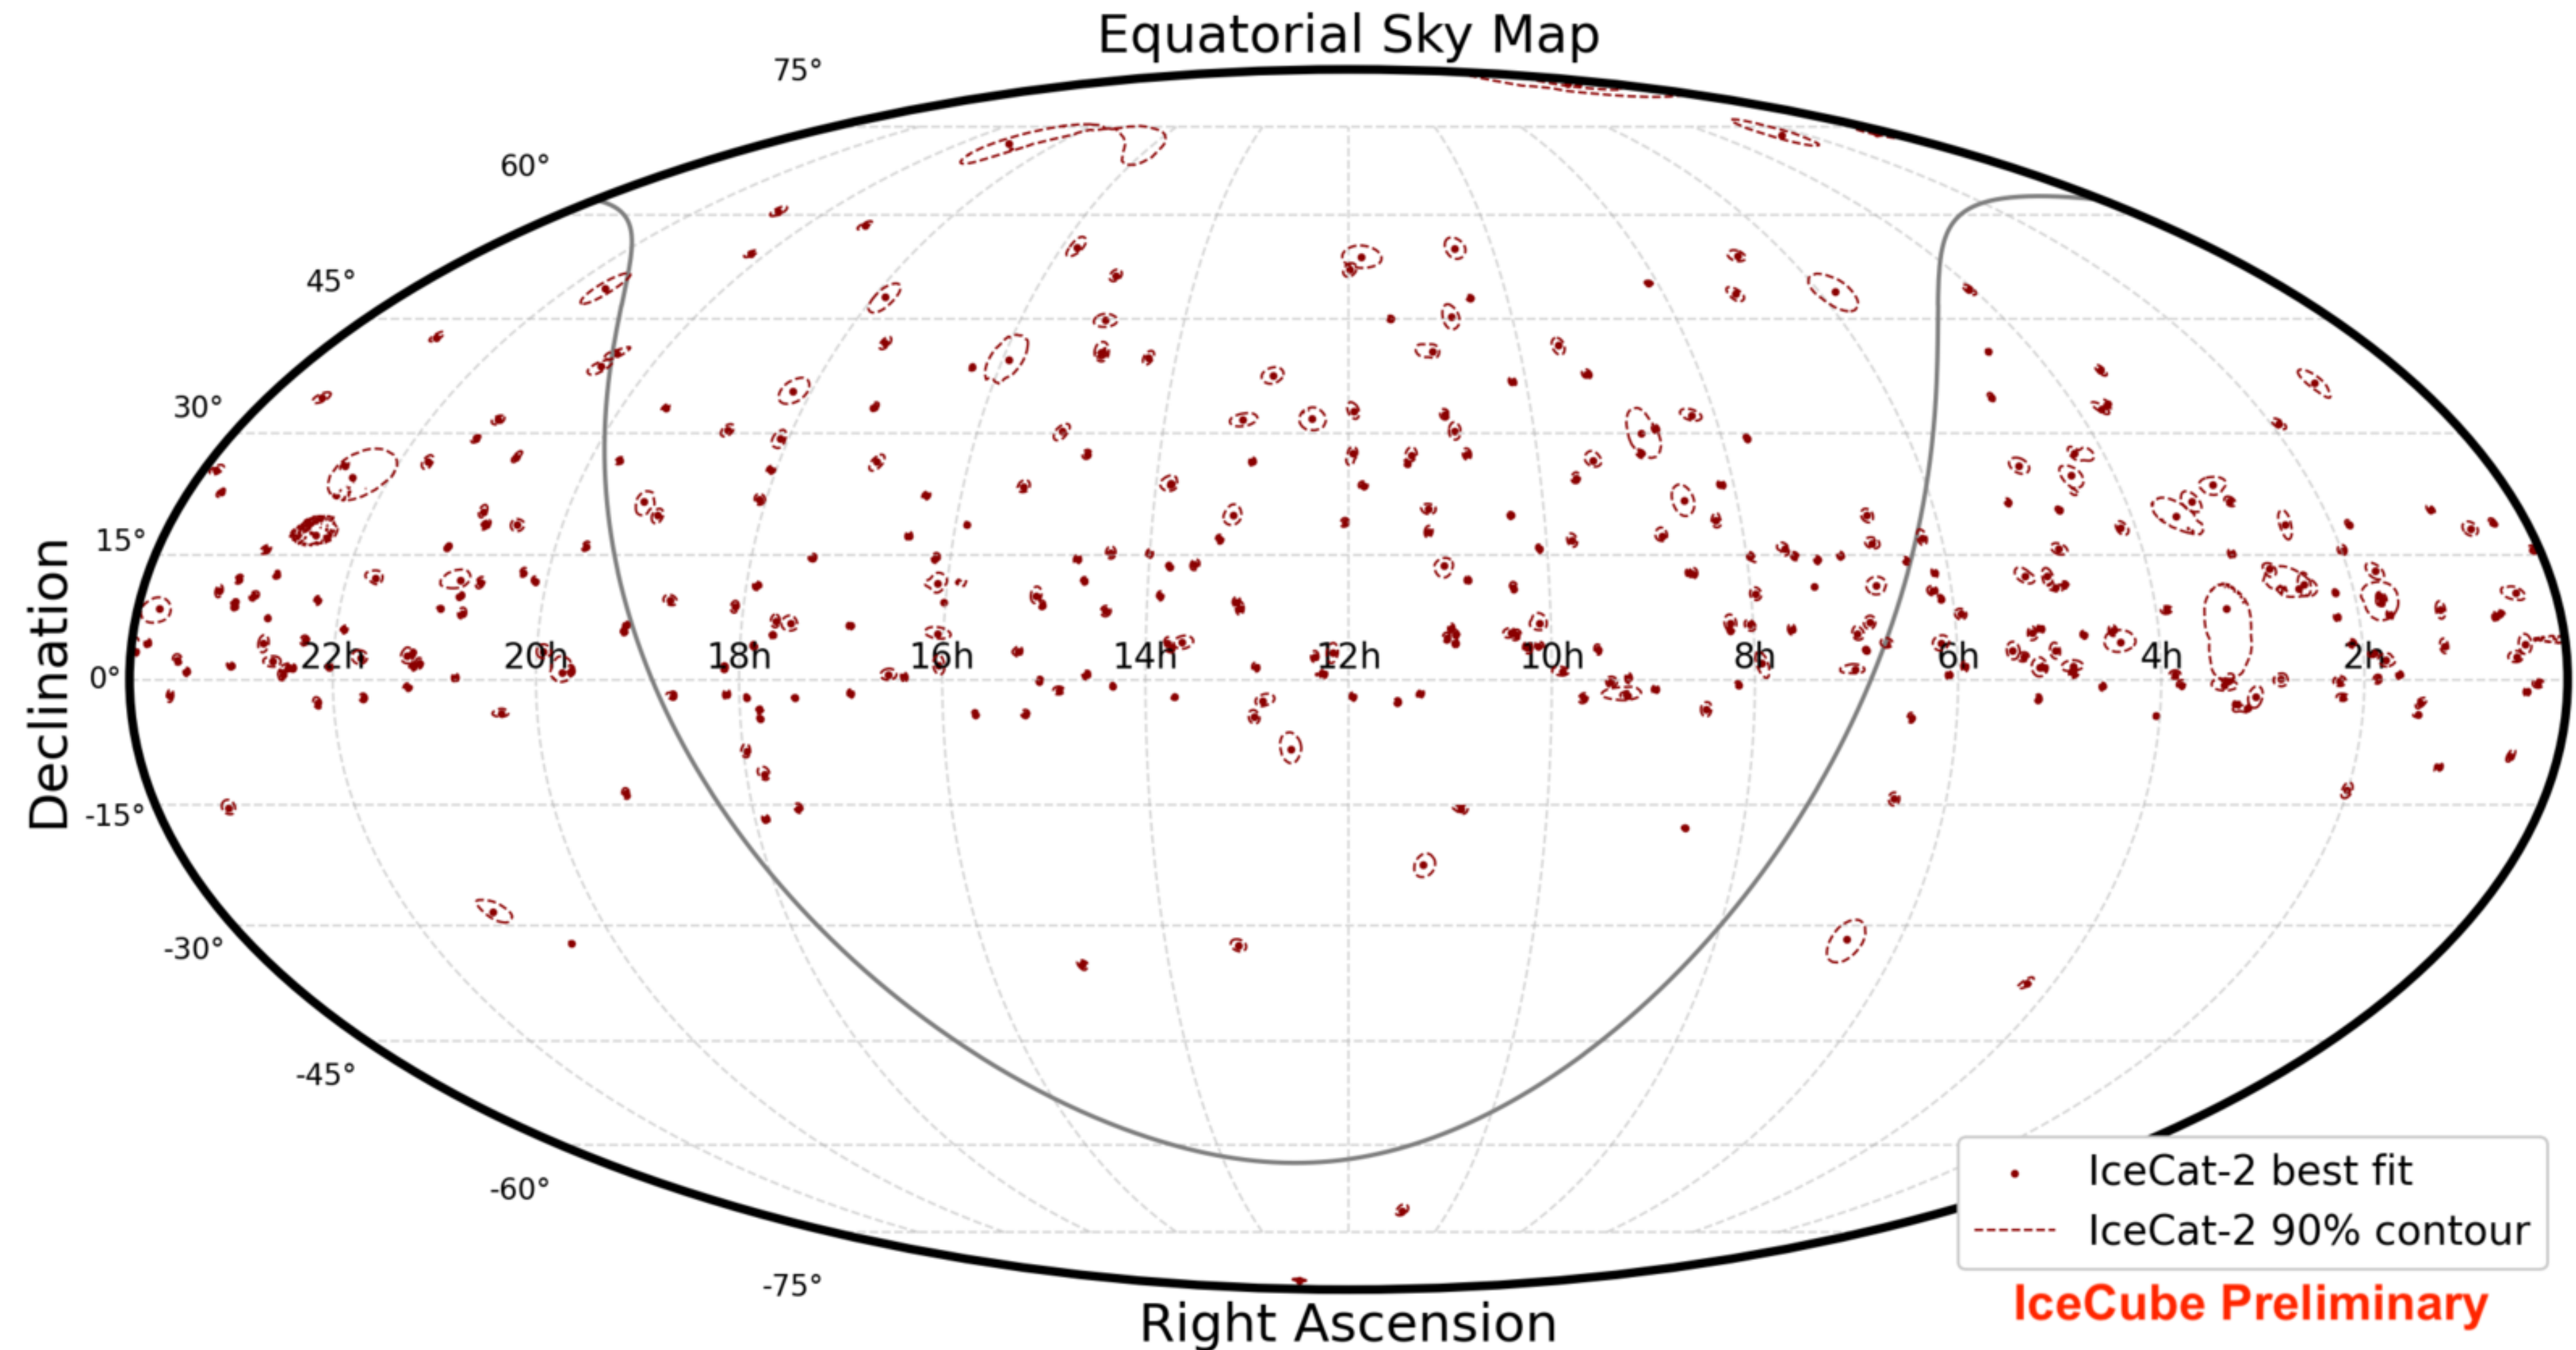 Equatorial Sky Map
75°
60°
45°
30°
15°
0°
-15°
-30°
-45°
-60°
-75°
Declination
22h 20h 18h 16h 14h 12h 10h 8h 6h 4h 2h
IceCat-2 best fit
IceCat-2 90% contour
IceCube Preliminary
Right Ascension